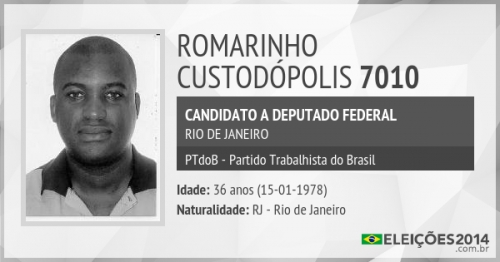 ROMARINHO
CUSTODÓPOLIS 7010
CANDIDATO A DEPUTADO FEDERAL
RIO DE JANEIRO
PTdoB - Partido Trabalhista do Brasil
Idade: 36 anos (15-01-1978)
Naturalidade: RJ - Rio de Janeiro
ELEIÇÕES2014
.com.br